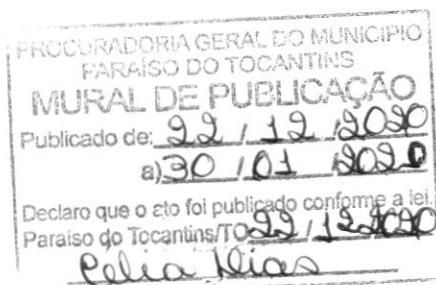 PROCURADORIA GERAL DO MUNICIPIO
PARAÍSO DO TOCANTINS
MURAL DE PUBLICAÇÃO
Publicado de: 22 / 12 / 2020
a) 30 / 01 / 2020
Declaro que o ato foi publicado conforme a lei.
Paraíso do Tocantins/TO 22 / 12 2020
Celia Dias